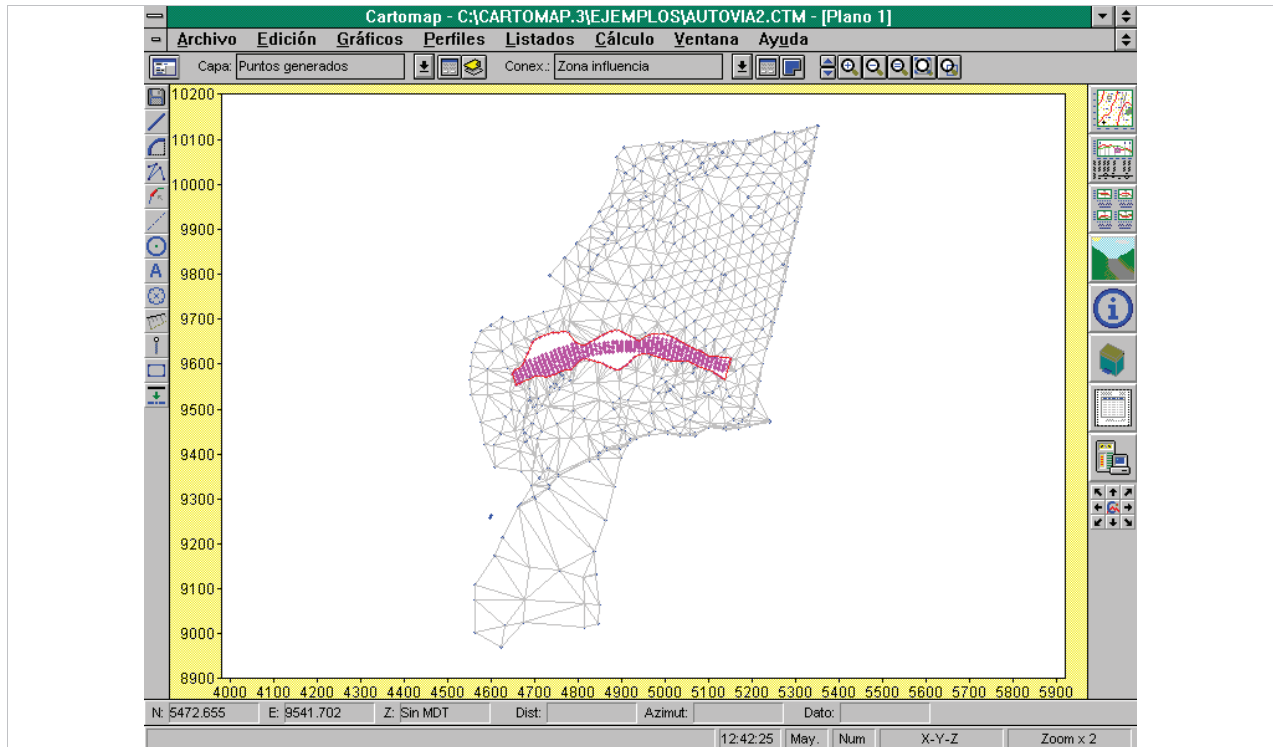 Cartomap - C:\CARTOMAP.3\EJEMPLOS\AUTOVIA2.CTM - [Plano 1]
Archivo Edición Gráficos Perfiles Listados Cálculo Ventana Ayuda
Capa: Puntos generados Conex.: Zona influencia
10200
10100
10000
9900
9800
9700
9600
9500
9400
9300
9200
9100
9000
8900
4000 4100 4200 4300 4400 4500 4600 4700 4800 4900 5000 5100 5200 5300 5400 5500 5600 5700 5800 5900
N: 5472.655 E: 9541.702 Z: Sin MDT Dist: Azimut: Dato:
12:42:25 May. Num X-Y-Z Zoom x 2